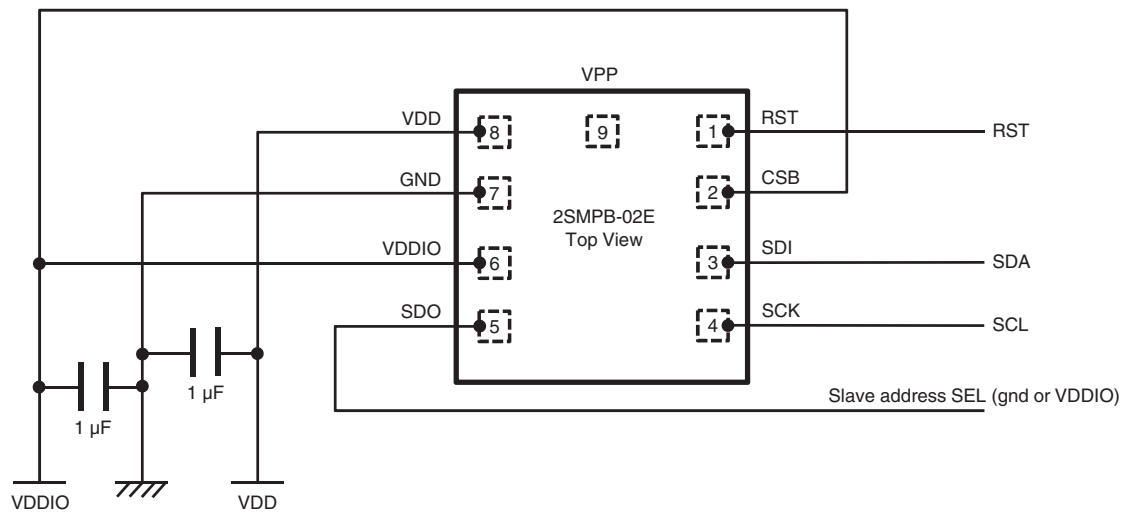 VPP
VDD
8
9
1
RST
RST
GND
7
2
CSB
2SMPB-02E
Top View
VDDIO
6
3
SDI
SDA
SDO
5
4
SCK
SCL
1 μF
1 μF
Slave address SEL (gnd or VDDIO)
VDDIO
VDD